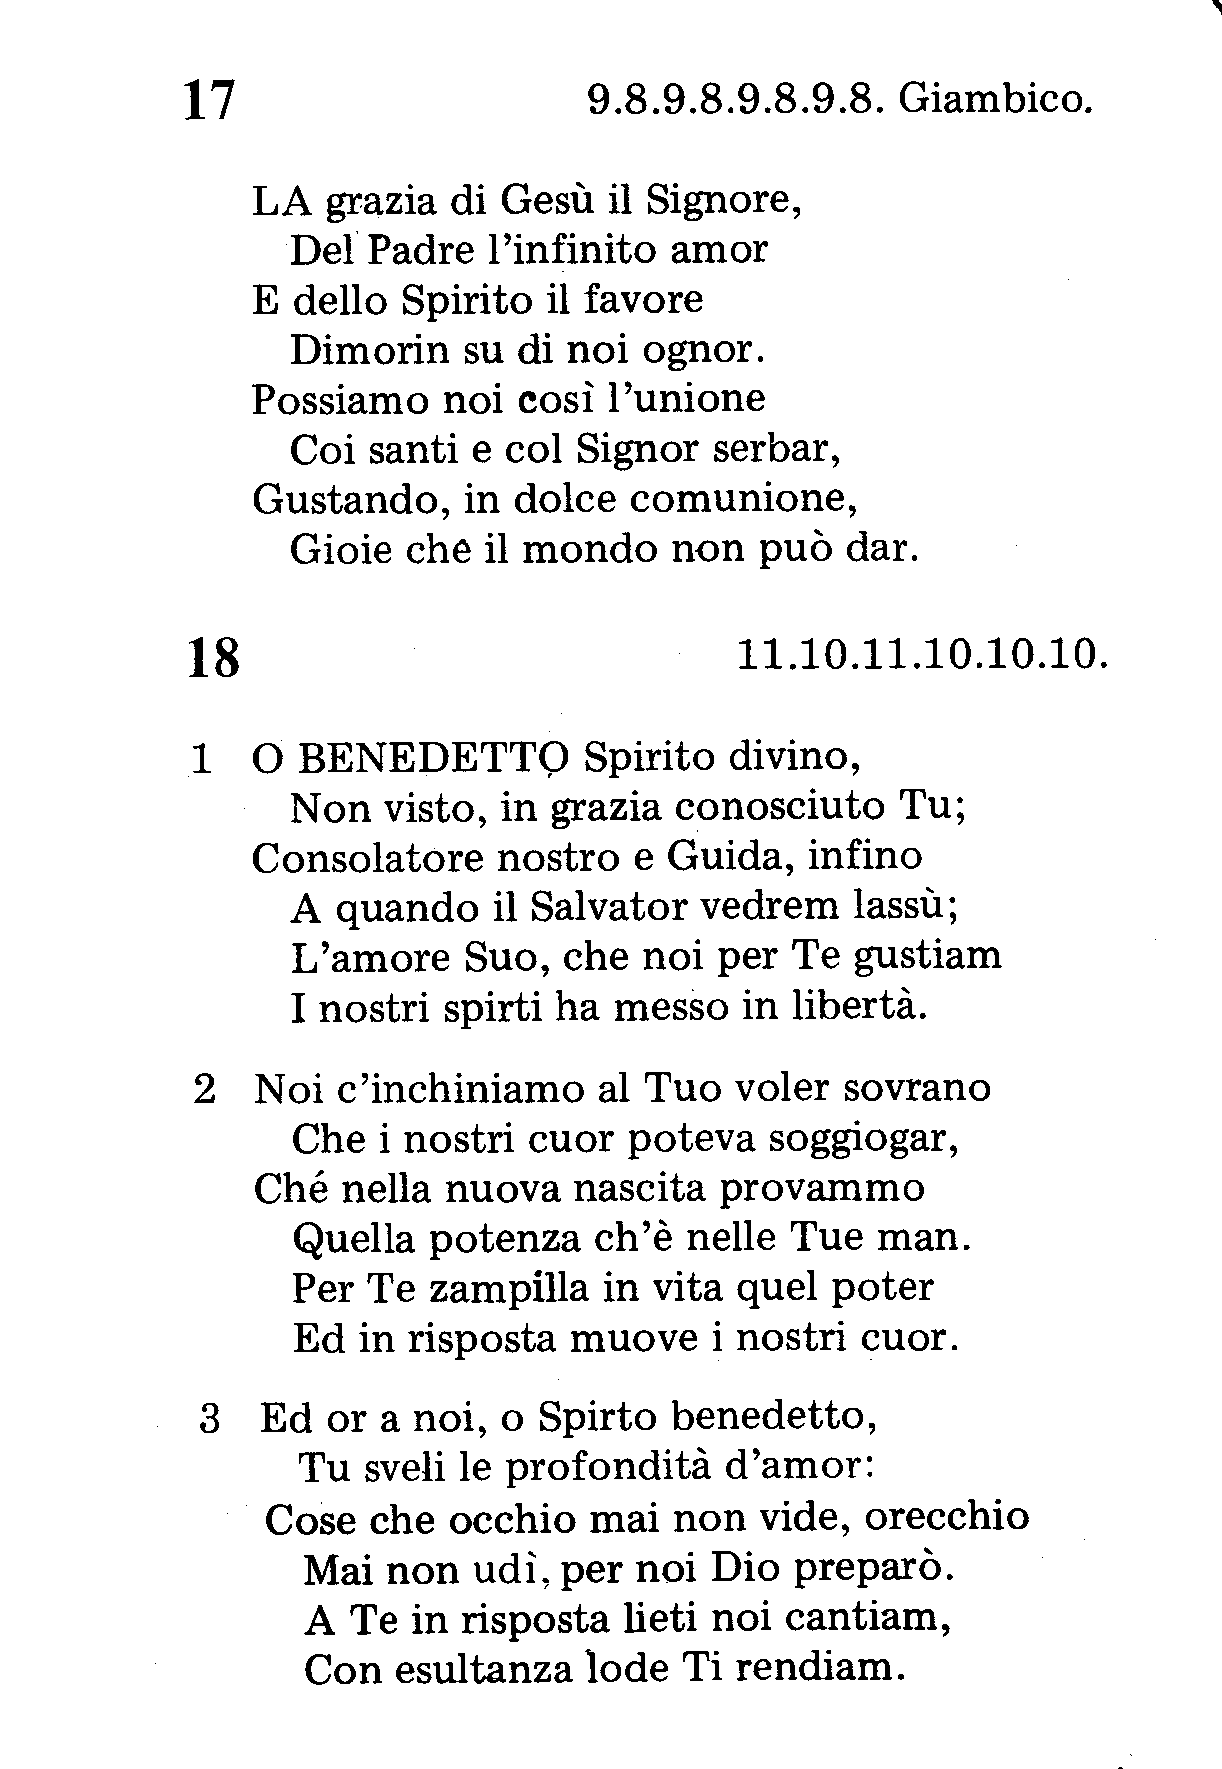 17 9.8.9.8.9.8.9.8. Giambico.
LA grazia di Gesù il Signore,
Del Padre l'infinito amor
E dello Spirito il favore
Dimorin su di noi ognor.
Possiamo noi così l'unione
Coi santi e col Signor serbar,
Gustando, in dolce comunione,
Gioie che il mondo non può dar.
18 11.10.11.10.10.10.
1 O BENEDETTO Spirito divino,
Non visto, in grazia conosciuto Tu;
Consolatore nostro e Guida, infino
A quando il Salvator vedrem lassù;
L'amore Suo, che noi per Te gustiam
I nostri spirti ha messo in libertà.
2 Noi c'inchiniamo al Tuo voler sovrano
Che i nostri cuor poteva soggiogar,
Ché nella nuova nascita provammo
Quella potenza ch'è nelle Tue man.
Per Te zampilla in vita quel poter
Ed in risposta muove i nostri cuor.
3 Ed or a noi, o Spirto benedetto,
Tu sveli le profondità d'amor:
Cose che occhio mai non vide, orecchio
Mai non udì, per noi Dio preparò.
A Te in risposta lieti noi cantiam,
Con esultanza lode Ti rendiam.